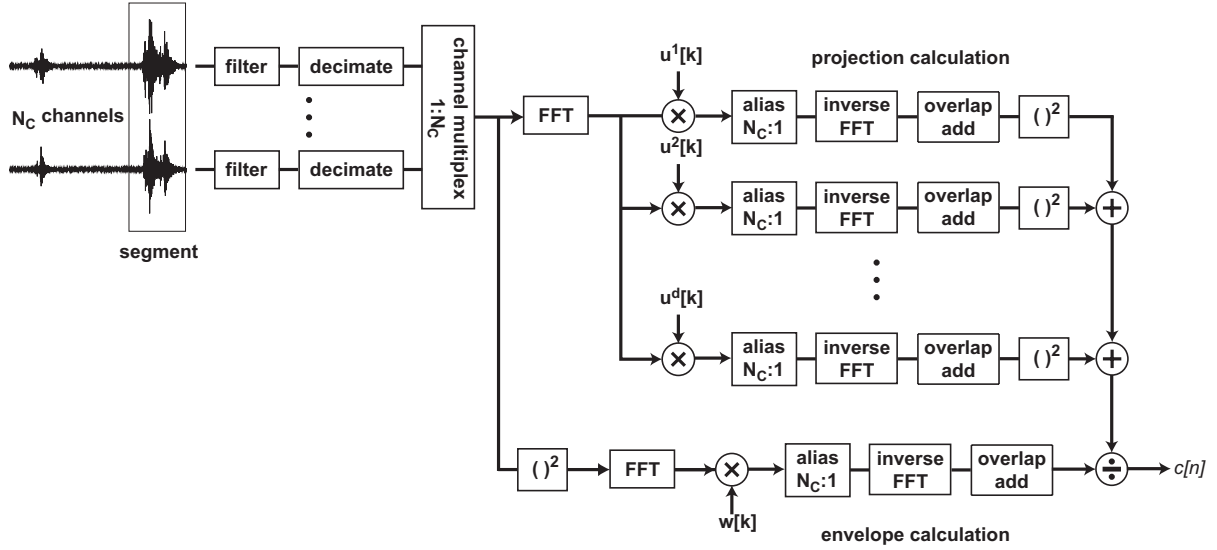 N_C channels
segment
filter
decimate
filter
decimate
channel multiplex
1:N_C
FFT
projection calculation
u^1[k]
×
alias
N_C:1
inverse
FFT
overlap
add
( )^2
u^2[k]
×
alias
N_C:1
inverse
FFT
overlap
add
( )^2
+
u^d[k]
×
alias
N_C:1
inverse
FFT
overlap
add
( )^2
+
( )^2
FFT
×
w[k]
alias
N_C:1
inverse
FFT
overlap
add
÷
c[n]
envelope calculation